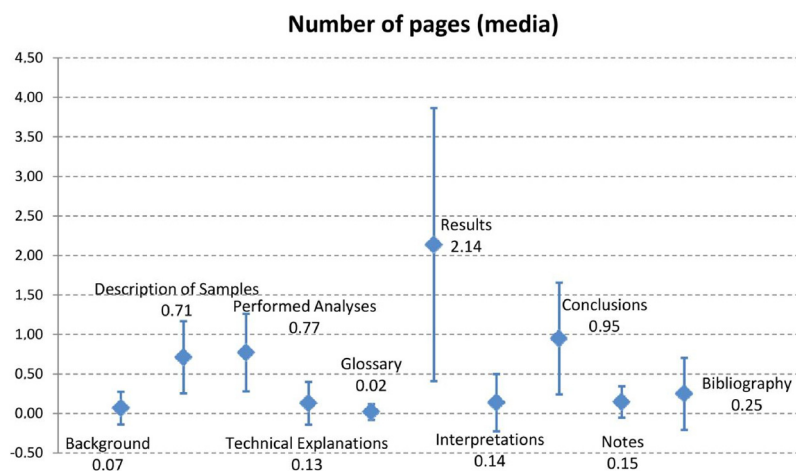 Number of pages (media)
4.50
4.00
3.50
3.00
2.50
2.00
1.50
1.00
0.50
0.00
-0.50
Background
0.07
Description of Samples
0.71
Performed Analyses
0.77
Technical Explanations
0.13
Glossary
0.02
Results
2.14
Interpretations
0.14
Conclusions
0.95
Notes
0.15
Bibliography
0.25